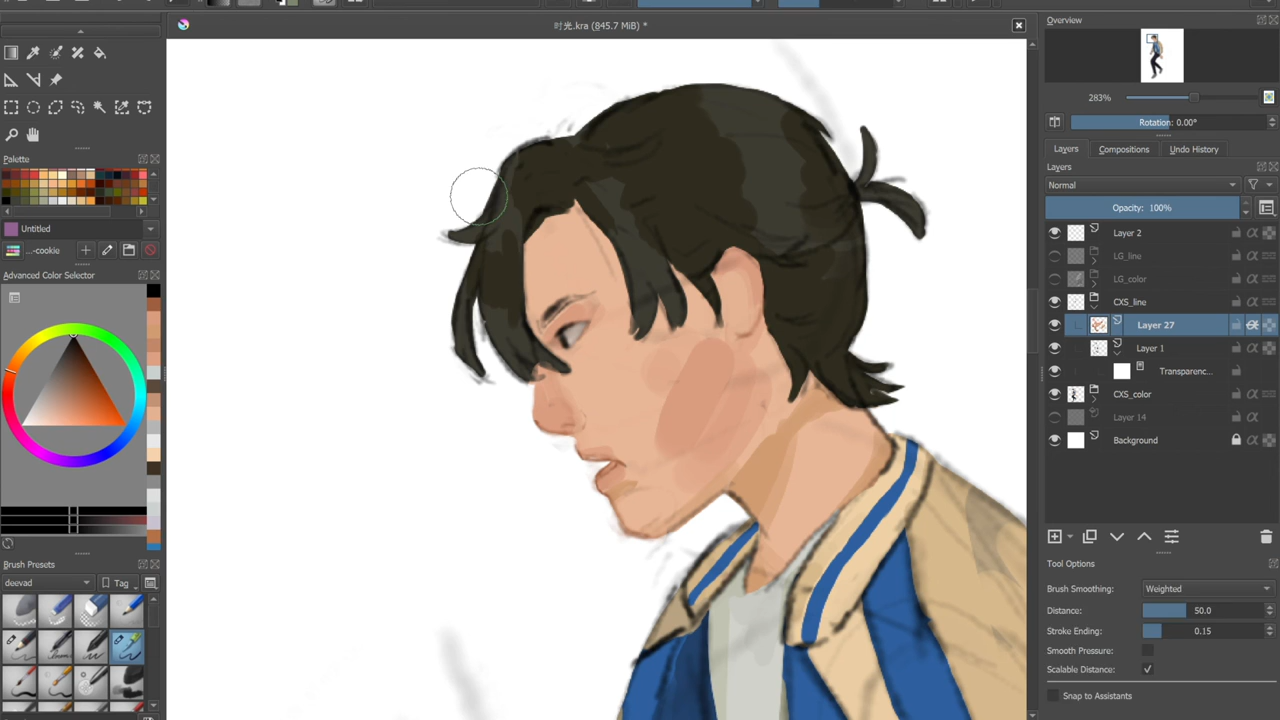 时光.kra (845.7 MiB) *
Overview
283%
Rotation: 0.00°
Layers
Compositions
Undo History
Layers
Normal
Opacity: 100%
Layer 2
LG_line
LG_color
CXS_line
Layer 27
Layer 1
Transparenc...
CXS_color
Layer 14
Background
Tool Options
Brush Smoothing:
Weighted
Distance:
50.0
Stroke Ending:
0.15
Smooth Pressure:
Scalable Distance:
Snap to Assistants
Palette
Untitled
...-cookie
Advanced Color Selector
Brush Presets
deevad
Tag